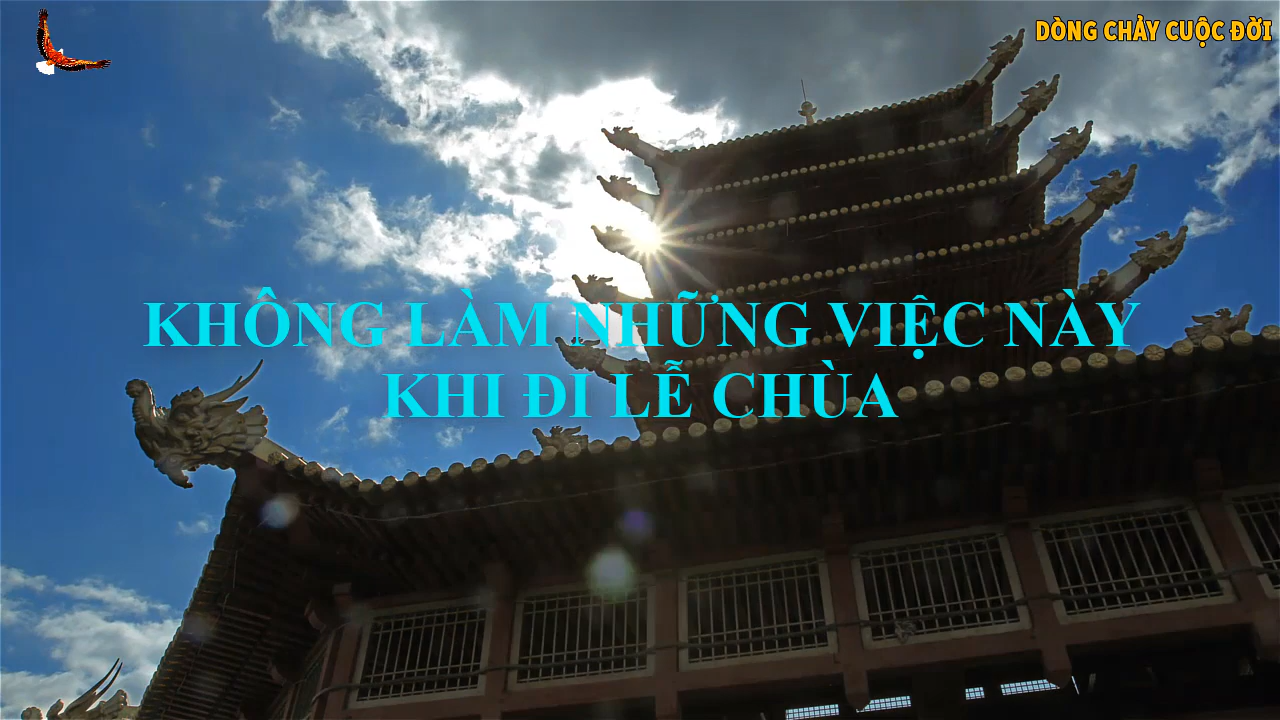 DÒNG CHẢY CUỘC ĐỜI
KHÔNG LÀM NHỮNG VIỆC NÀY
KHI ĐI LỄ CHÙA